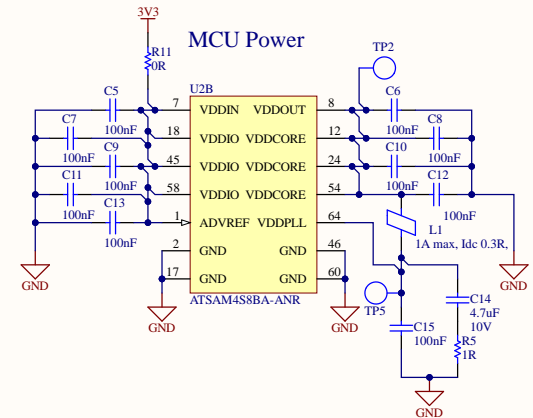 3V3
MCU Power
R11
0R
TP2
U2B
C5
7 VDDIN VDDOUT 8
C6
100nF
100nF
C7
18 VDDIO VDDCORE 12
C8
100nF
100nF
C9
45 VDDIO VDDCORE 24
C10
100nF
100nF
C11
58 VDDIO VDDCORE 54
C12
100nF
100nF
C13
1 ADVREF VDDPLL 64
L1
100nF
1A max, Idc 0.3R,
2 GND GND 46
17 GND GND 60
GND
GND
ATSAM4S8BA-ANR
TP5
C14
4.7uF
10V
GND
GND
C15
100nF
R5
1R
GND